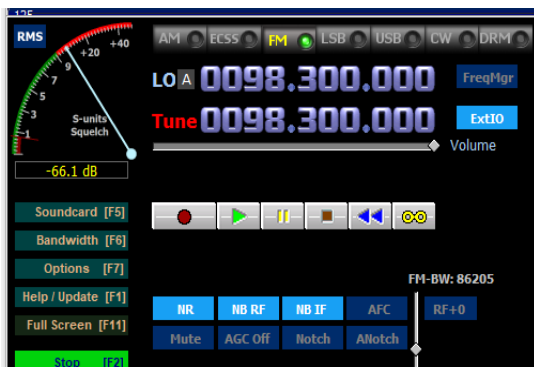 125
RMS
+20
+40
9
7
5
3
1
S-units
Squelch
-66.1 dB
AM
ECSS
FM
LSB
USB
CW
DRM
LO A 0098.300.000
FreqMgr
Tune 0098.300.000
ExtIO
Volume
Soundcard [F5]
Bandwidth [F6]
Options [F7]
Help / Update [F1]
Full Screen [F11]
Stop [F2]
FM-BW: 86205
NR
NB RF
NB IF
AFC
RF+0
Mute
AGC Off
Notch
ANotch